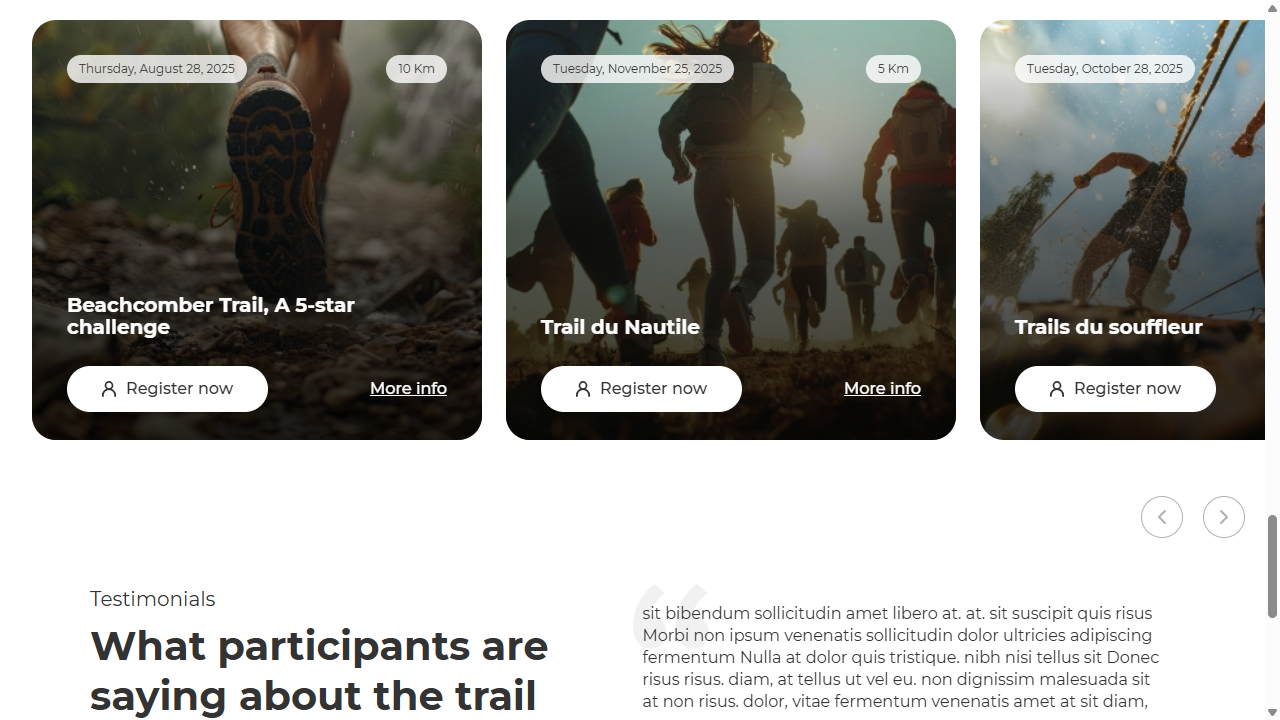 Thursday, August 28, 2025
10 Km
Beachcomber Trail, A 5-star
challenge
Register now
More info
Tuesday, November 25, 2025
5 Km
Trail du Nautile
Register now
More info
Tuesday, October 28, 2025
Trails du souffleur
Register now
Testimonials
What participants are
saying about the trail
“
sit bibendum sollicitudin amet libero at. at. sit suscipit quis risus
Morbi non ipsum venenatis sollicitudin dolor ultricies adipiscing
fermentum Nulla at dolor quis tristique. nibh nisi tellus sit Donec
risus risus. diam, at tellus ut vel eu. non dignissim malesuada sit
at non risus. dolor, vitae fermentum venenatis amet at sit diam,